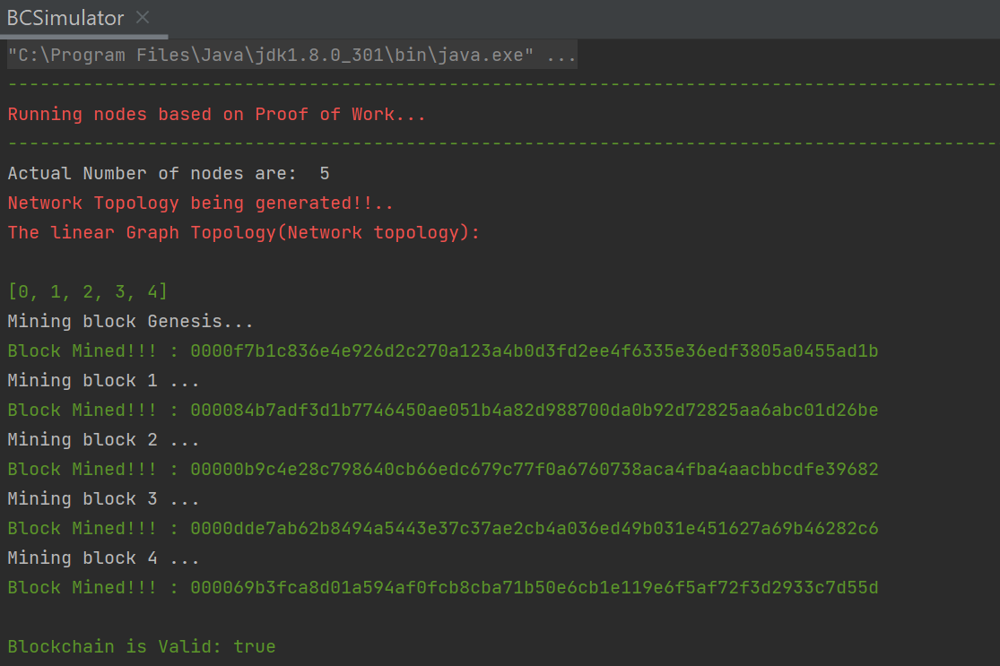 BCSimulator
"C:\Program Files\Java\jdk1.8.0_301\bin\java.exe" ...
--------------------------------------------------------------------------------------------
Running nodes based on Proof of Work...
--------------------------------------------------------------------------------------------
Actual Number of nodes are:  5
Network Topology being generated!!..
The linear Graph Topology(Network topology):
[0, 1, 2, 3, 4]
Mining block Genesis...
Block Mined!!! : 0000f7b1c836e4e926d2c270a123a4b0d3fd2ee4f6335e36edf3805a0455ad1b
Mining block 1 ...
Block Mined!!! : 000084b7adf3d1b7746450ae051b4a82d988700da0b92d72825aa6abc01d26be
Mining block 2 ...
Block Mined!!! : 00000b9c4e28c798640cb66edc679c77f0a6760738aca4fba4aacbbcdfe39682
Mining block 3 ...
Block Mined!!! : 0000dde7ab62b8494a5443e37c37ae2cb4a036ed49b031e451627a69b46282c6
Mining block 4 ...
Block Mined!!! : 000069b3fca8d01a594af0fcb8cba71b50e6cb1e119e6f5af72f3d2933c7d55d
Blockchain is Valid: true